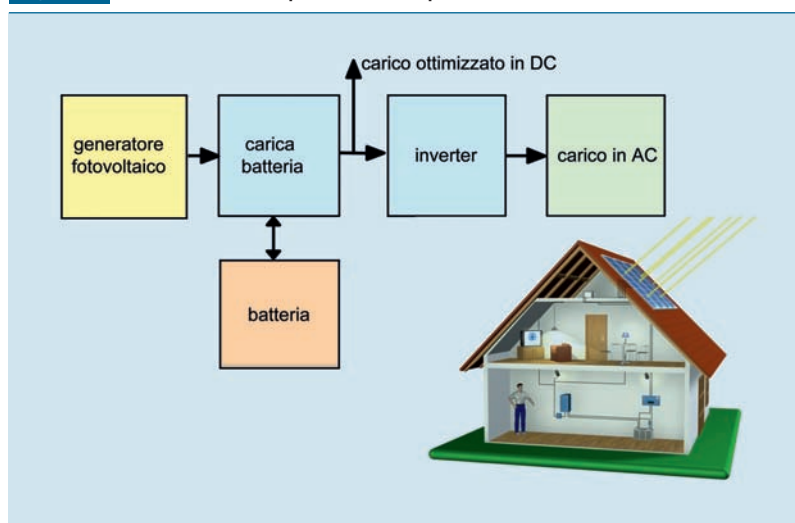 carico ottimizzato in DC
generatore
fotovoltaico
carica
batteria
inverter
carico in AC
batteria